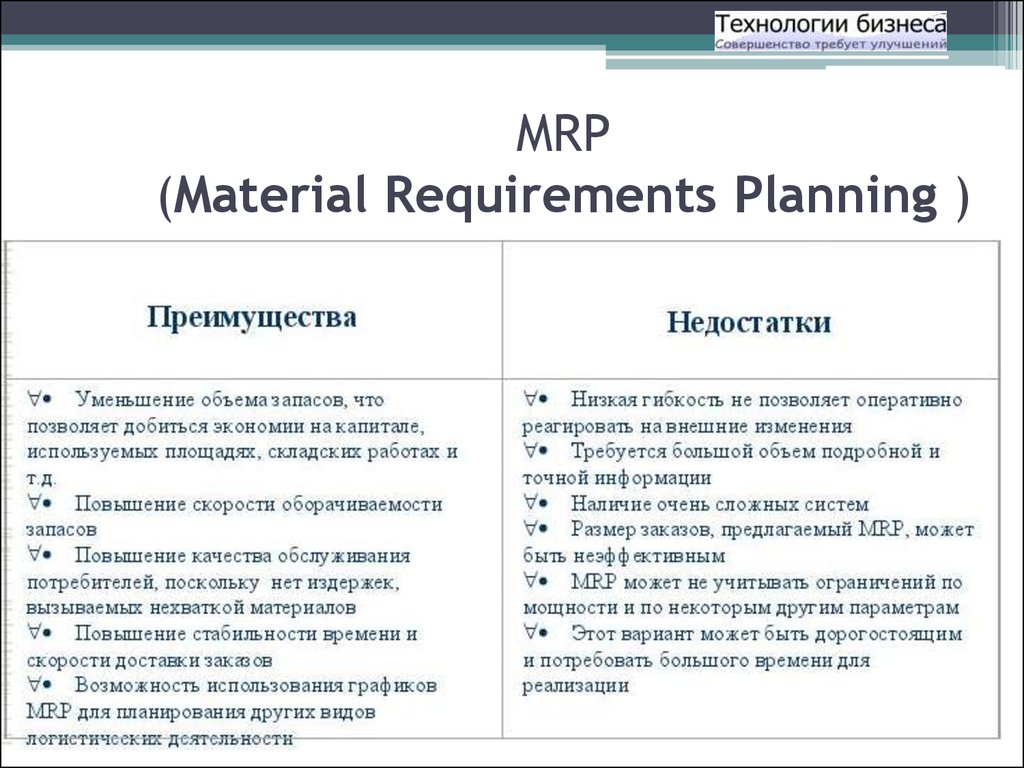 Технологии бизнеса
Совершенство требует улучшений
MRP
(Material Requirements Planning )
Преимущества
∀• Уменьшение объема запасов, что
позволяет добиться экономии на капитале,
используемых площадях, складских работах и
т.д.
∀• Повышение скорости оборачиваемости
запасов
∀• Повышение качества обслуживания
потребителей, поскольку нет издержек,
вызываемых нехваткой материалов
∀• Повышение стабильности времени и
скорости доставки заказов
∀• Возможность использования графиков
MRP для планирования других видов
логистических деятельности
Недостатки
∀• Низкая гибкость не позволяет оперативно
реагировать на внешние изменения
∀• Требуется большой объем подробной и
точной информации
∀• Наличие очень сложных систем
∀• Размер заказов, предлагаемый MRP, может
быть неэффективным
∀• MRP может не учитывать ограничений по
мощности и по некоторым другим параметрам
∀• Этот вариант может быть дорогостоящим
и потребовать большого времени для
реализации